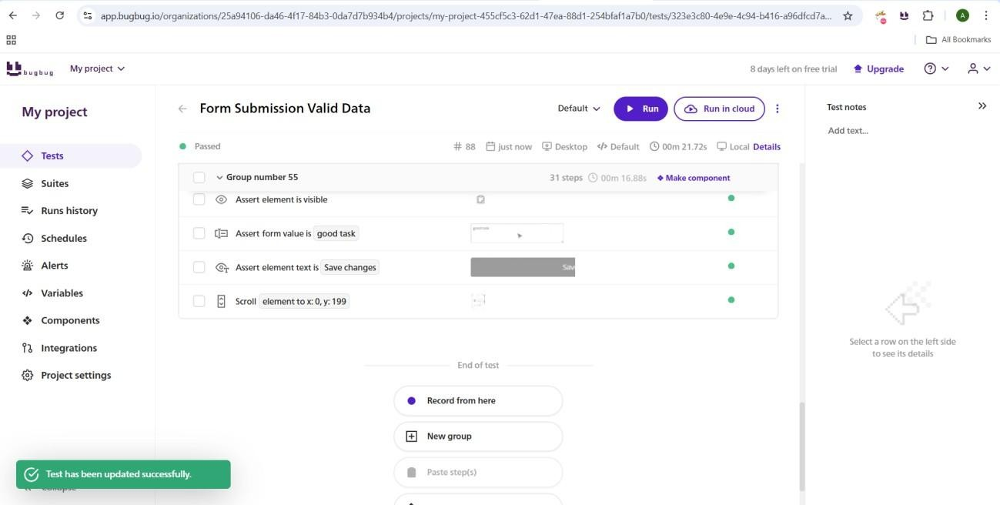 app.bugbug.io/organizations/25a94106-da46-4f17-84b3-0da7d7b934b4/projects/my-project-455cf5c3-62d1-47ea-88d1-254bfaf1a7b0/tests/323e3c80-4e9e-4c94-b416-a96dfcd7a...
A
All Bookmarks
bugbug
My project
8 days left on free trial
Upgrade
My project
Form Submission Valid Data
Default
Run
Run in cloud
Test notes
Add text...
Passed
# 88
just now
Desktop
Default
00m 21.72s
Local
Details
Tests
Suites
Runs history
Schedules
Alerts
Variables
Components
Integrations
Project settings
Group number 55
31 steps
00m 16.88s
Make component
Assert element is visible
Assert form value is good task
good task
Assert element text is Save changes
Sav
Scroll element to x: 0, y: 199
End of test
Record from here
New group
Paste step(s)
Select a row on the left side
to see its details
Test has been updated successfully.
Collapse